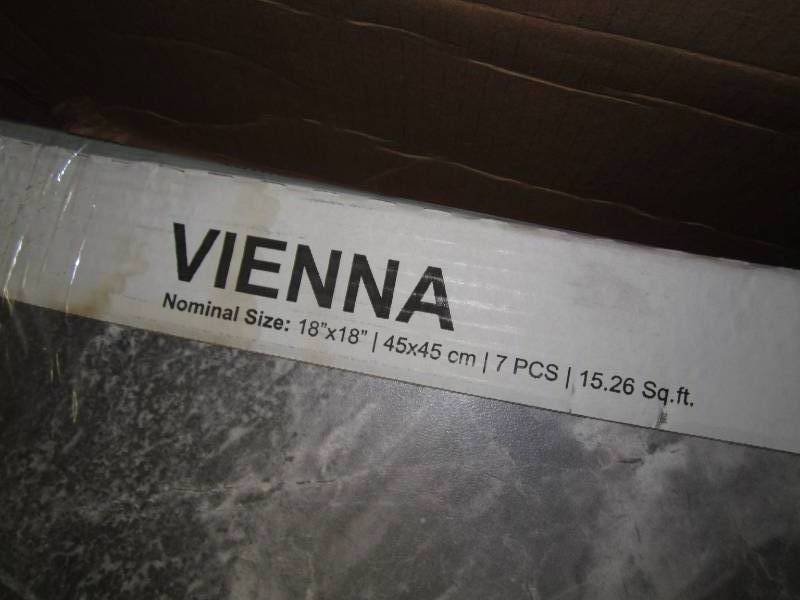 VIENNA
Nominal Size: 18"x18" | 45x45 cm | 7 PCS | 15.26 Sq.ft.